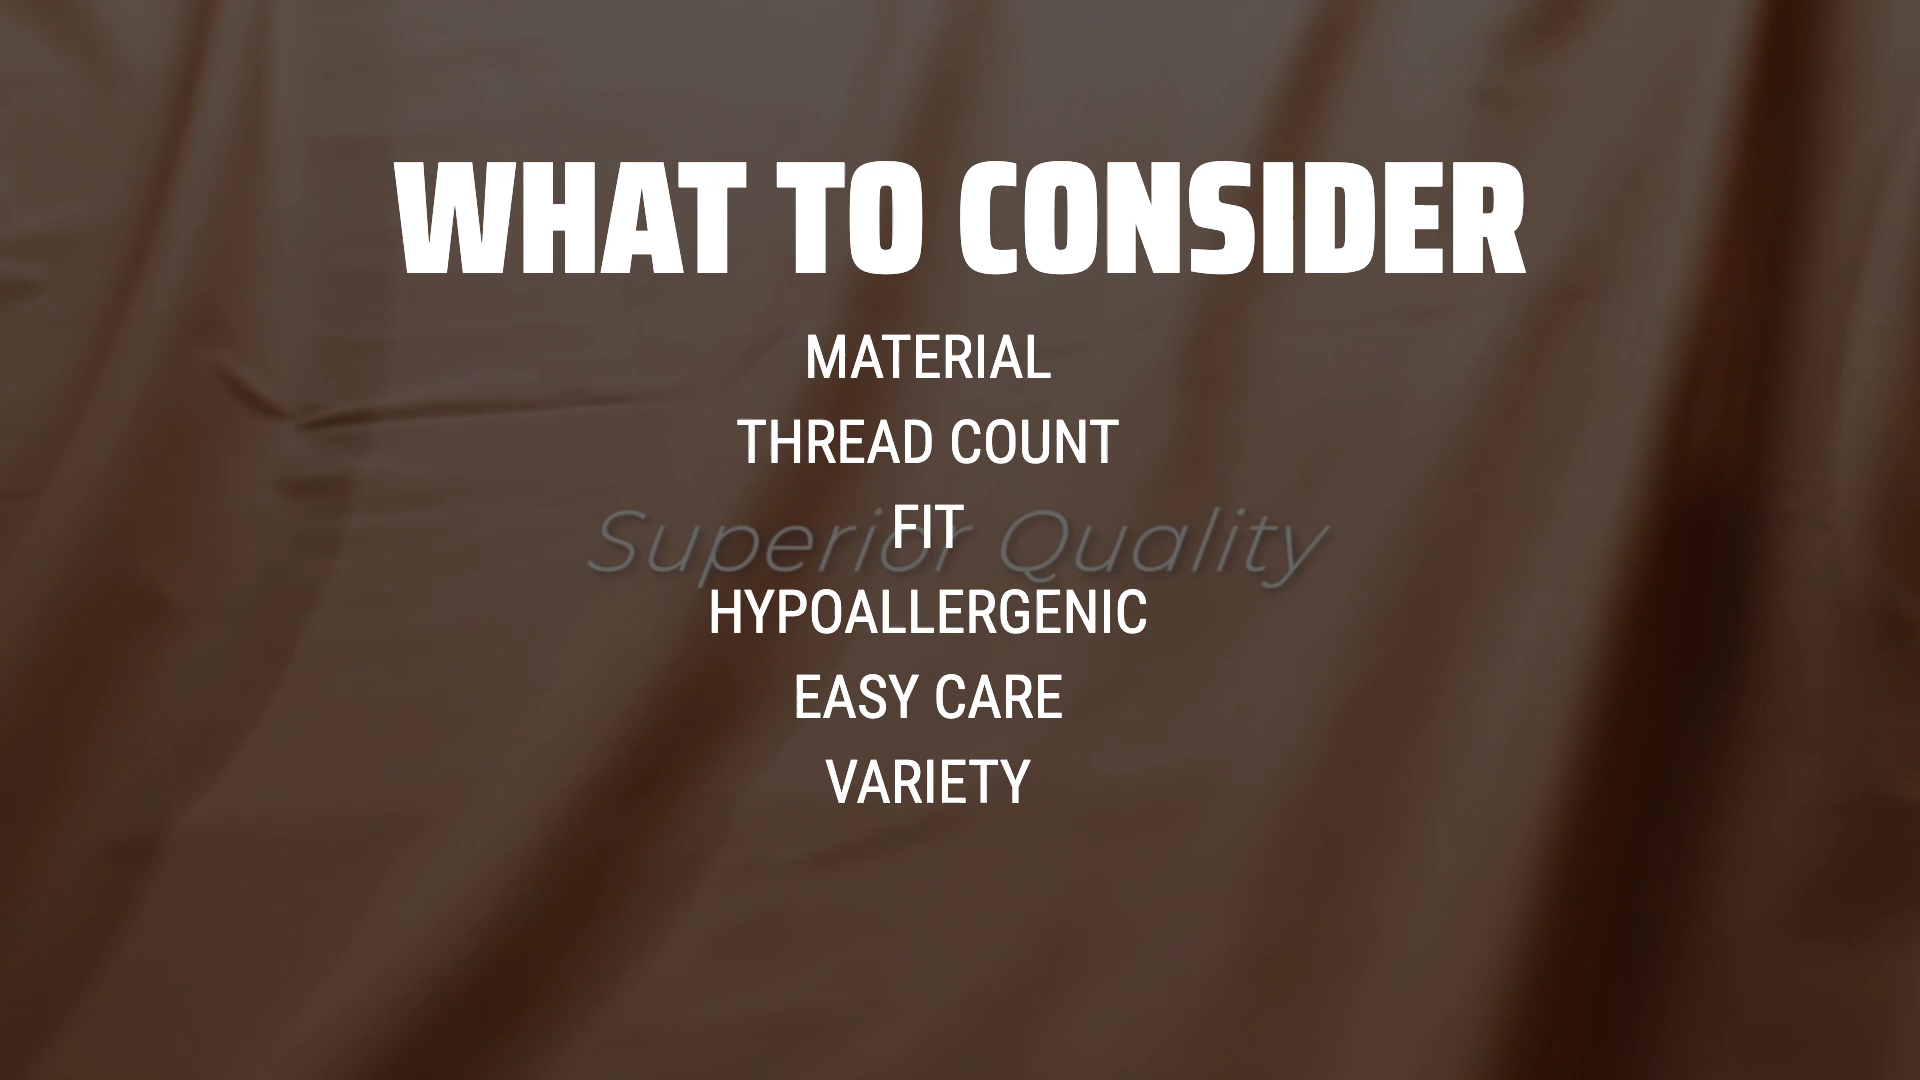 WHAT TO CONSIDER
MATERIAL
THREAD COUNT
FIT
Superior Quality
HYPOALLERGENIC
EASY CARE
VARIETY